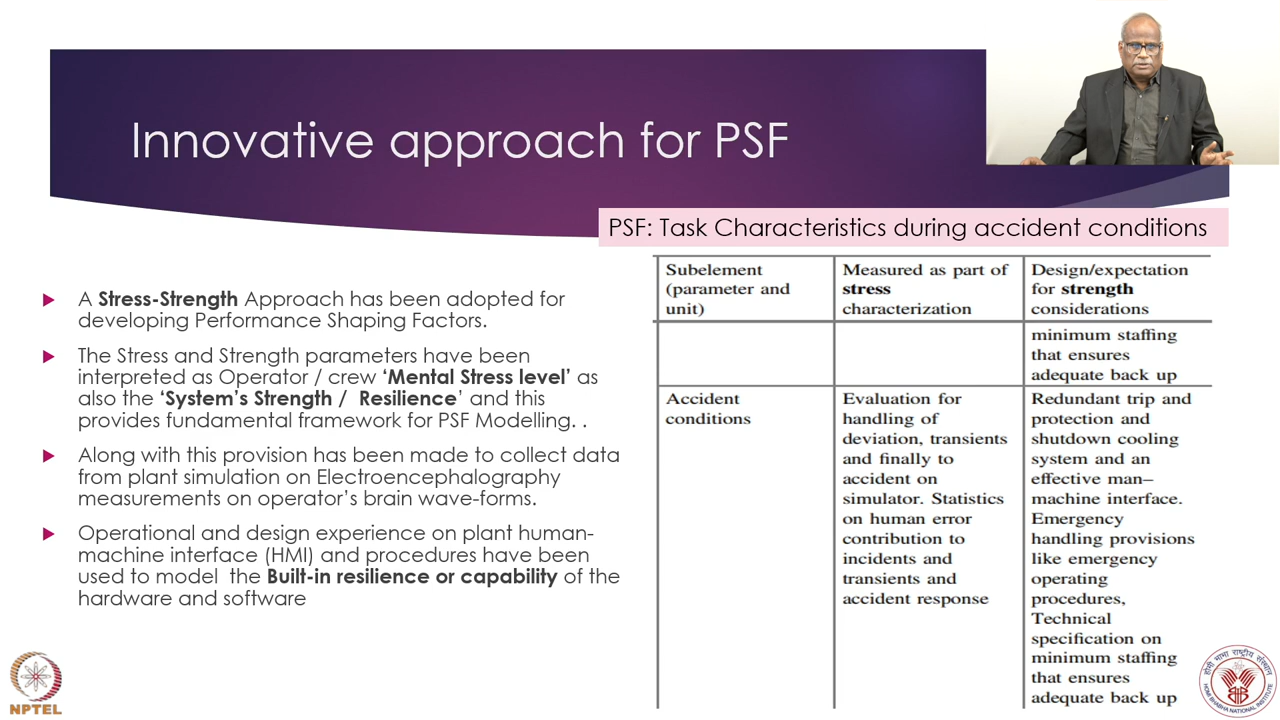 Innovative approach for PSF
PSF: Task Characteristics during accident conditions
A Stress-Strength Approach has been adopted for
developing Performance Shaping Factors.
The Stress and Strength parameters have been
interpreted as Operator / crew ‘Mental Stress level’ as
also the ‘System’s Strength / Resilience’ and this
provides fundamental framework for PSF Modelling. .
Along with this provision has been made to collect data
from plant simulation on Electroencephalography
measurements on operator’s brain wave-forms.
Operational and design experience on plant human-
machine interface (HMI) and procedures have been
used to model the Built-in resilience or capability of the
hardware and software
Subelement
(parameter and
unit)
Measured as part of
stress
characterization
Design/expectation
for strength
considerations
minimum staffing
that ensures
adequate back up
Accident
conditions
Evaluation for
handling of
deviation, transients
and finally to
accident on
simulator. Statistics
on human error
contribution to
incidents and
transients and
accident response
Redundant trip and
protection and
shutdown cooling
system and an
effective man–
machine interface.
Emergency
handling provisions
like emergency
operating
procedures,
Technical
specification on
minimum staffing
that ensures
adequate back up
NPTEL
होमी भाभा राष्ट्रीय संस्थान
HOMI BHABHA NATIONAL INSTITUTE